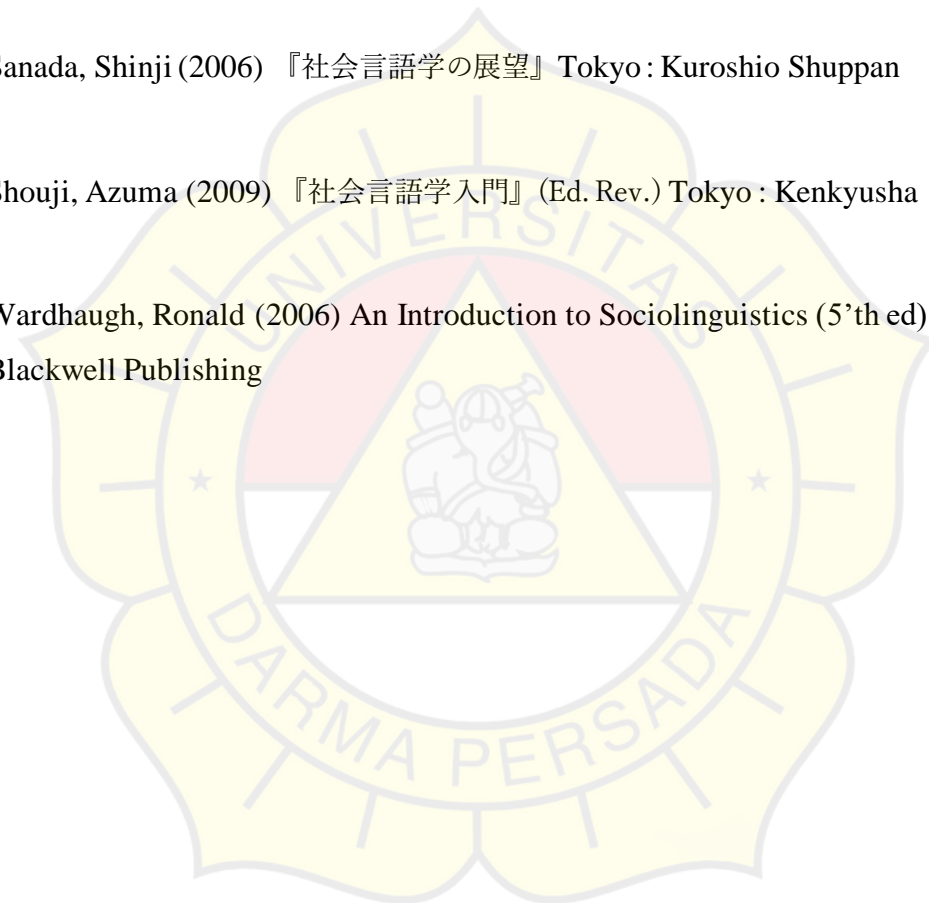 Sanada, Shinji (2006) 『社会言語学の展望』Tokyo : Kuroshio Shuppan
Shouji, Azuma (2009) 『社会言語学入門』(Ed. Rev.) Tokyo : Kenkyusha
Wardhaugh, Ronald (2006) An Introduction to Sociolinguistics (5’th ed)
Blackwell Publishing
UNIVERSITAS
DARMA PERSADA